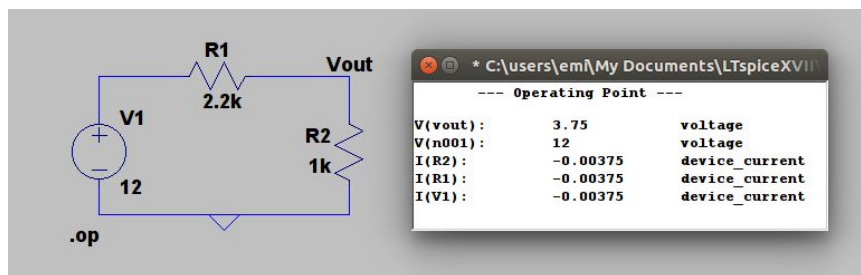 R1
Vout
2.2k
V1
R2
1k
12
.op
* C:\users\emi\My Documents\LTspiceXVII\
--- Operating Point ---
V(vout): 3.75 voltage
V(n001): 12 voltage
I(R2): -0.00375 device_current
I(R1): -0.00375 device_current
I(V1): -0.00375 device_current